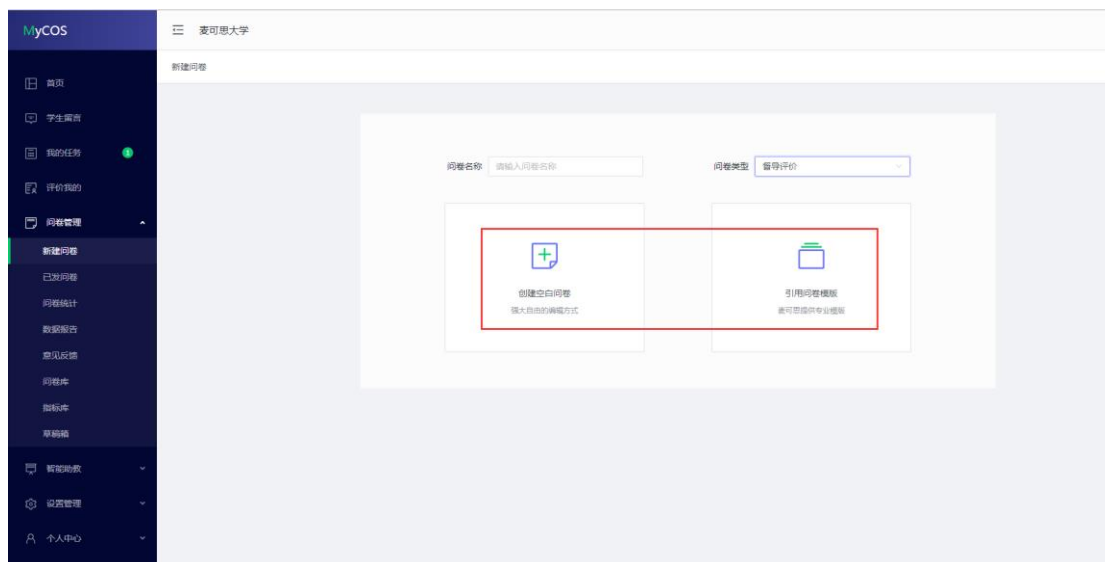 MyCOS
麦可思大学
新建问卷
首页
学生留言
我的任务
1
评价我的
问卷管理
新建问卷
已发问卷
问卷统计
数据报告
意见反馈
问卷库
指标库
草稿箱
智能助教
设置管理
个人中心
问卷名称 请输入问卷名称
问卷类型 督导评价
创建空白问卷
强大自由的编辑方式
引用问卷模版
麦可思提供专业模版